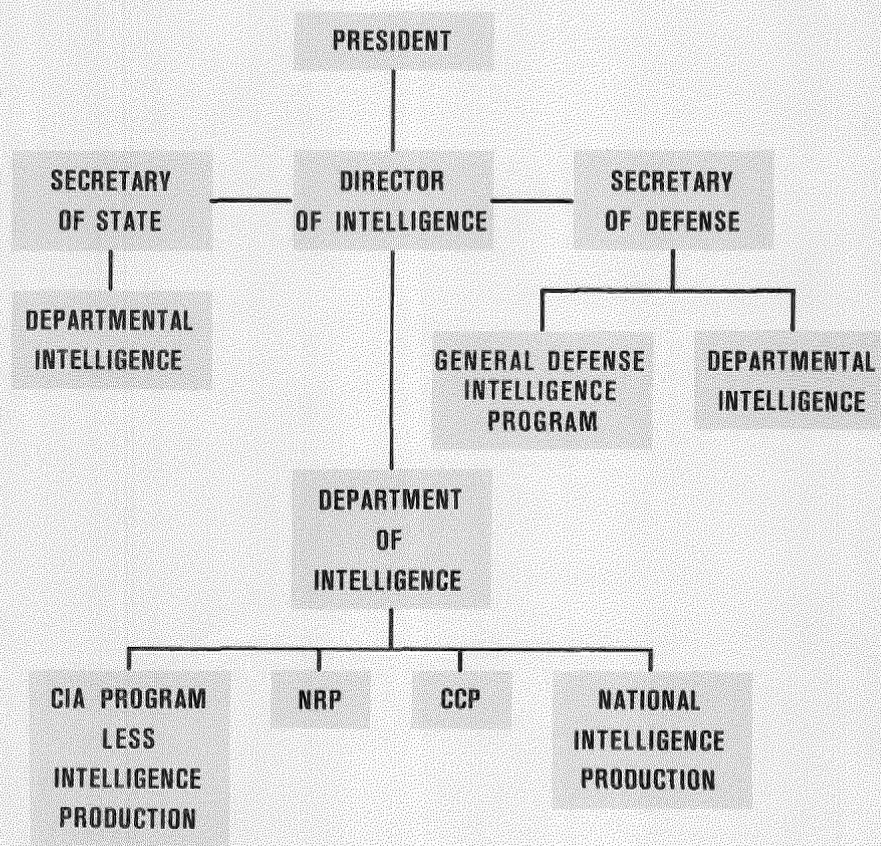 PRESIDENT
SECRETARY
OF STATE
DIRECTOR
OF INTELLIGENCE
SECRETARY
OF DEFENSE
DEPARTMENTAL
INTELLIGENCE
GENERAL DEFENSE
INTELLIGENCE
PROGRAM
DEPARTMENTAL
INTELLIGENCE
DEPARTMENT
OF
INTELLIGENCE
CIA PROGRAM
LESS
INTELLIGENCE
PRODUCTION
NRP
CCP
NATIONAL
INTELLIGENCE
PRODUCTION